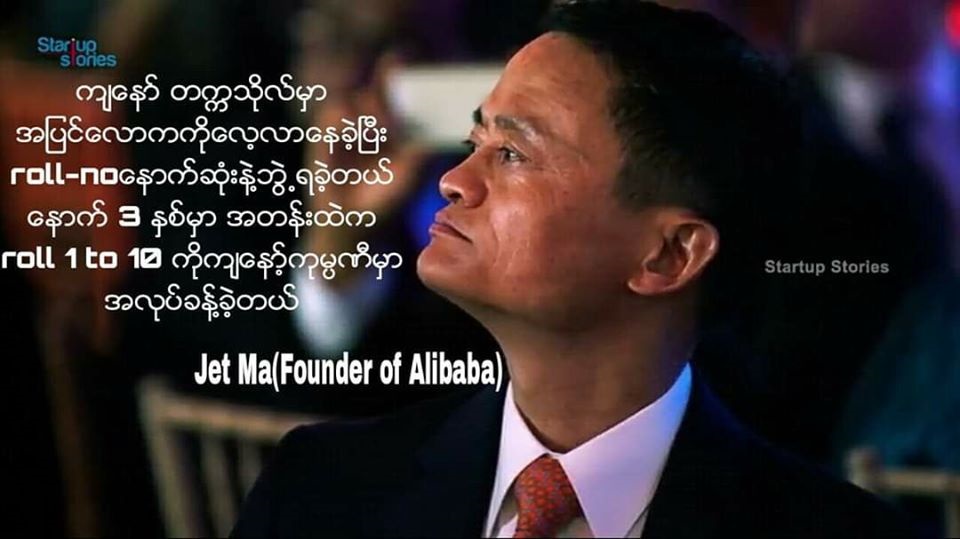 Startup
stories
ကျနော် တက္ကသိုလ်မှာ
အပြင်လောကကိုလေ့လာနေခဲ့ပြီး
roll-noနောက်ဆုံးနဲ့ဘွဲ့ရခဲ့တယ်
နောက် 3 နှစ်မှာ အတန်းထဲက
roll 1 to 10 ကိုကျနော့်ကုမ္ပဏီမှာ
အလုပ်ခန့်ခဲ့တယ်
Startup Stories
Jet Ma(Founder of Alibaba)